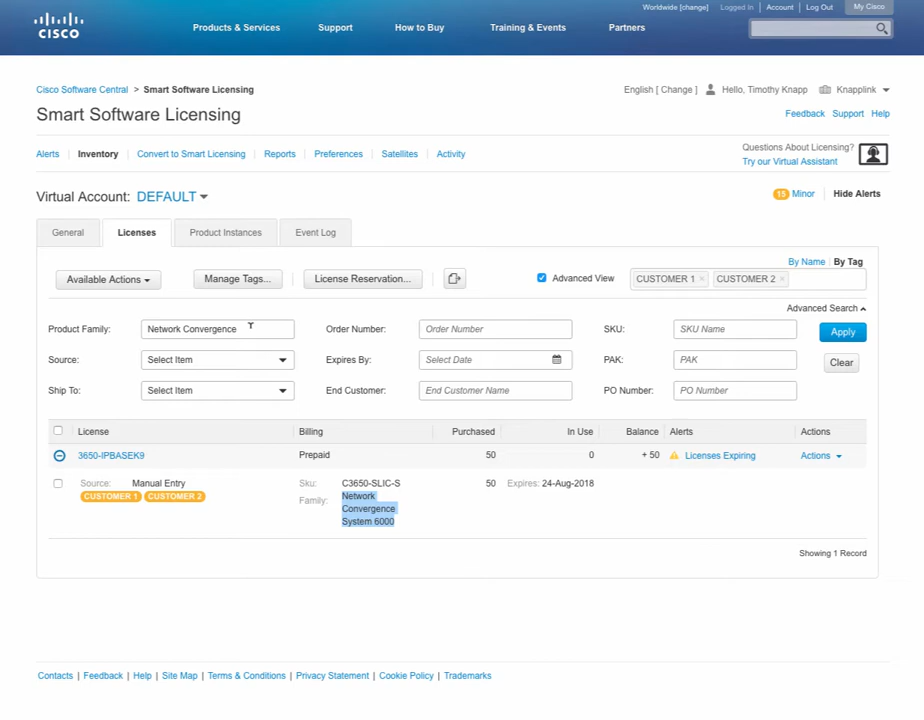 Worldwide [change] Logged In Account Log Out My Cisco
CISCO
Products & Services Support How to Buy Training & Events Partners
Cisco Software Central > Smart Software Licensing English [ Change ] Hello, Timothy Knapp Knapplink
Smart Software Licensing Feedback Support Help
Alerts Inventory Convert to Smart Licensing Reports Preferences Satellites Activity Questions About Licensing?
Try our Virtual Assistant
Virtual Account: DEFAULT 15 Minor Hide Alerts
General Licenses Product Instances Event Log
By Name | By Tag
Available Actions Manage Tags... License Reservation... Advanced View CUSTOMER 1 × CUSTOMER 2 ×
Advanced Search
Product Family: Network Convergence Order Number: Order Number SKU: SKU Name Apply
Source: Select Item Expires By: Select Date PAK: PAK Clear
Ship To: Select Item End Customer: End Customer Name PO Number: PO Number
License Billing Purchased In Use Balance Alerts Actions
3650-IPBASEK9 Prepaid 50 0 + 50 Licenses Expiring Actions
Source: Manual Entry Sku: C3650-SLIC-S 50 Expires: 24-Aug-2018
CUSTOMER 1 CUSTOMER 2 Family: Network
Convergence
System 6000
Showing 1 Record
Contacts | Feedback | Help | Site Map | Terms & Conditions | Privacy Statement | Cookie Policy | Trademarks